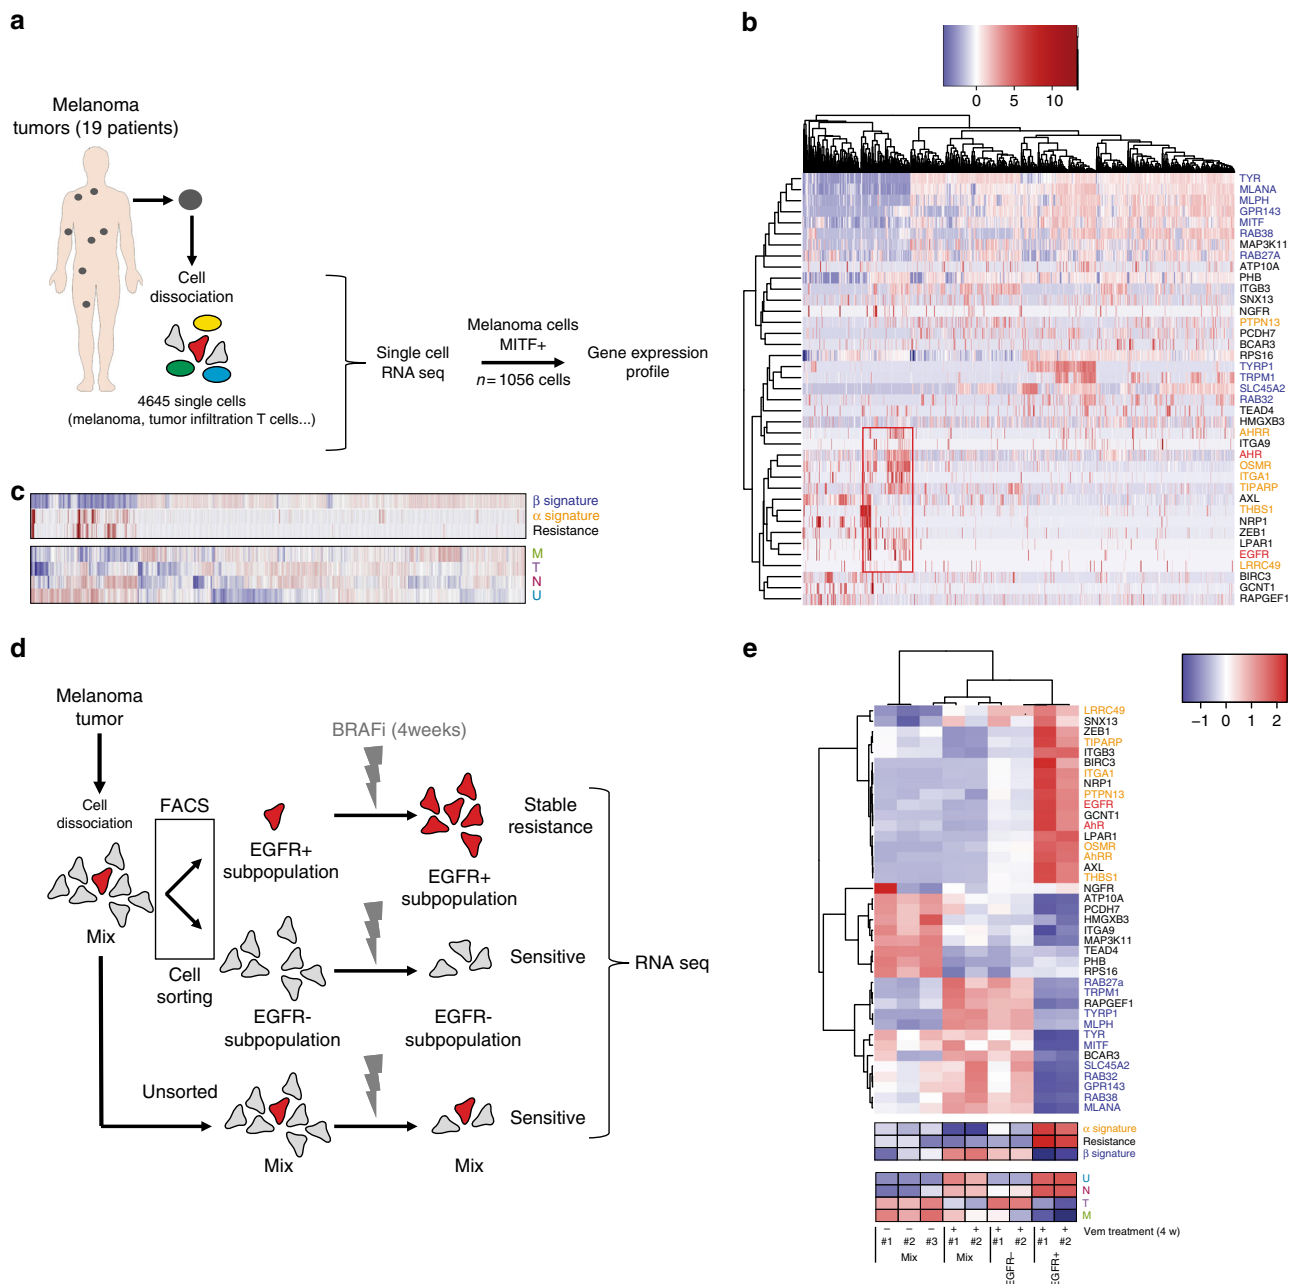 a
Melanoma
tumors (19 patients)
Cell
dissociation
4645 single cells
(melanoma, tumor infiltration T cells...)
Single cell
RNA seq
Melanoma cells
MITF+
n = 1056 cells
Gene expression
profile
b
0 5 10
TYR
MLANA
MLPH
GPR143
MITF
RAB38
MAP3K11
RAB27A
ATP10A
PHB
ITGB3
SNX13
NGFR
PTPN13
PCDH7
BCAR3
RPS16
TYRP1
TRPM1
SLC45A2
RAB32
TEAD4
HMGXB3
AHRR
ITGA9
AHR
OSMR
ITGA1
TIPARP
AXL
THBS1
NRP1
ZEB1
LPAR1
EGFR
LRRC49
BIRC3
GCNT1
RAPGEF1
c
β signature
α signature
Resistance
M
T
N
U
d
Melanoma
tumor
Cell
dissociation
Mix
FACS
Cell
sorting
BRAFi (4weeks)
EGFR+
subpopulation
EGFR+
subpopulation
Stable
resistance
EGFR-
subpopulation
EGFR-
subpopulation
Sensitive
Unsorted
Mix
Mix
Sensitive
RNA seq
e
−1 0 1 2
LRRC49
SNX13
ZEB1
TIPARP
ITGB3
BIRC3
ITGA1
NRP1
PTPN13
EGFR
GCNT1
AhR
LPAR1
OSMR
AhRR
AXL
THBS1
NGFR
ATP10A
PCDH7
HMGXB3
ITGA9
MAP3K11
TEAD4
PHB
RPS16
RAB27a
TRPM1
RAPGEF1
TYRP1
MLPH
TYR
MITF
BCAR3
SLC45A2
RAB32
GPR143
RAB38
MLANA
α signature
Resistance
β signature
U
N
T
M
− − − + + + + + + Vem treatment (4 w)
#1 #2 #3 #1 #2 #1 #2 #1 #2
Mix Mix EGFR− EGFR+